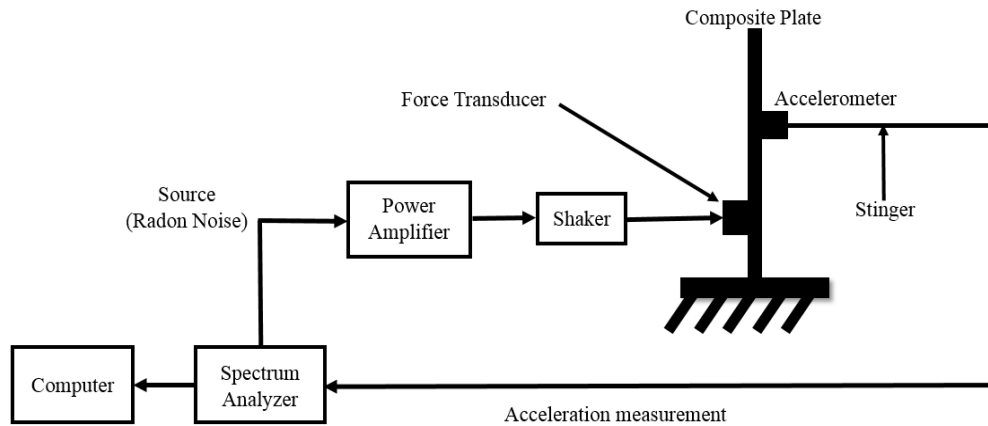 Composite Plate
Force Transducer
Accelerometer
Source
(Radon Noise)
Power
Amplifier
Shaker
Stinger
Computer
Spectrum
Analyzer
Acceleration measurement